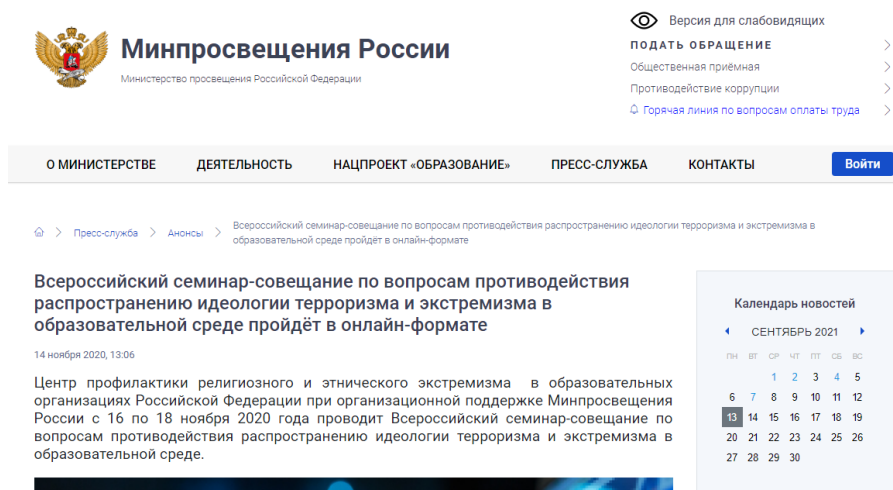 Версия для слабовидящих
Минпросвещения России
Министерство просвещения Российской Федерации
ПОДАТЬ ОБРАЩЕНИЕ
Общественная приёмная
Противодействие коррупции
Горячая линия по вопросам оплаты труда
О МИНИСТЕРСТВЕ ДЕЯТЕЛЬНОСТЬ НАЦПРОЕКТ «ОБРАЗОВАНИЕ» ПРЕСС-СЛУЖБА КОНТАКТЫ Войти
Пресс-служба > Анонсы > Всероссийский семинар-совещание по вопросам противодействия распространению идеологии терроризма и экстремизма в
образовательной среде пройдёт в онлайн-формате
Всероссийский семинар-совещание по вопросам противодействия
распространению идеологии терроризма и экстремизма в
образовательной среде пройдёт в онлайн-формате
14 ноября 2020, 13:06
Центр профилактики религиозного и этнического экстремизма в образовательных
организациях Российской Федерации при организационной поддержке Минпросвещения
России с 16 по 18 ноября 2020 года проводит Всероссийский семинар-совещание по
вопросам противодействия распространению идеологии терроризма и экстремизма в
образовательной среде.
Календарь новостей
СЕНТЯБРЬ 2021
ПН ВТ СР ЧТ ПТ СБ ВС
1 2 3 4 5
6 7 8 9 10 11 12
13 14 15 16 17 18 19
20 21 22 23 24 25 26
27 28 29 30